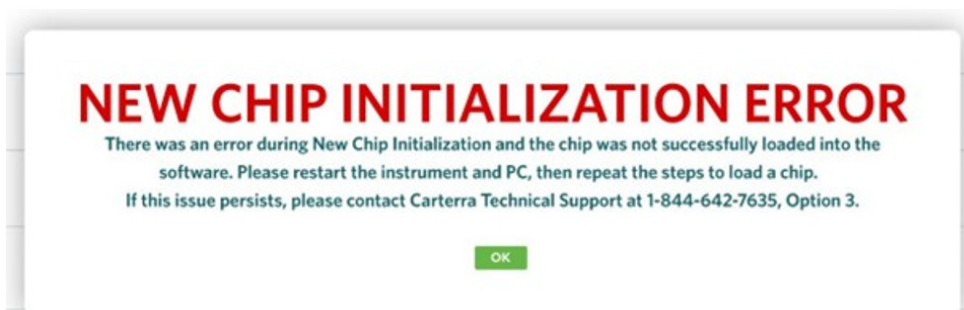 NEW CHIP INITIALIZATION ERROR
There was an error during New Chip Initialization and the chip was not successfully loaded into the
software. Please restart the instrument and PC, then repeat the steps to load a chip.
If this issue persists, please contact Carterra Technical Support at 1-844-642-7635, Option 3.
OK